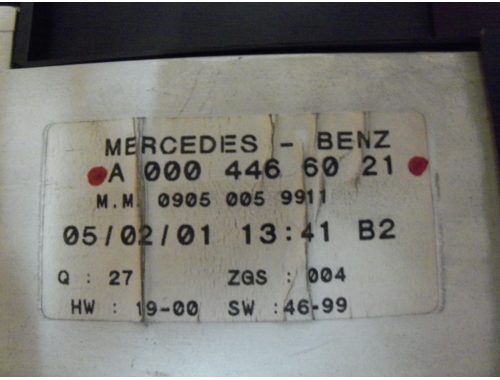 MERCEDES - BENZ
A 000 446 60 21
M.M. 0905 005 9911
05/02/01 13:41 B2
Q : 27 ZGS : 004
HW : 19-00 SW :46-99